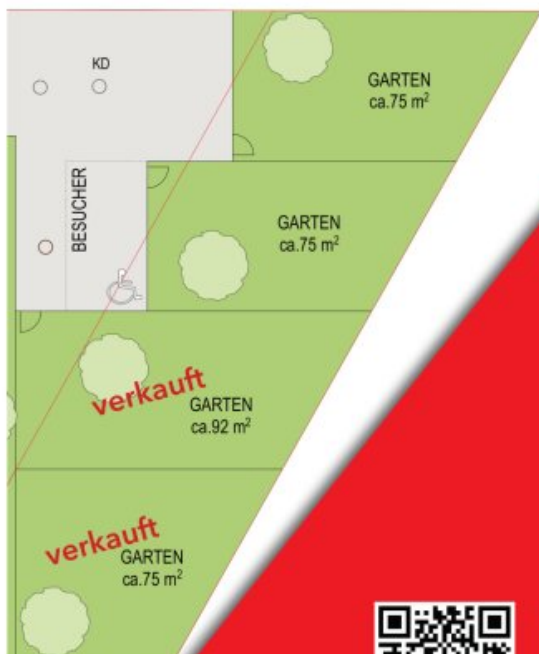 KD
GARTEN
ca.75 m²
BESUCHER
GARTEN
ca.75 m²
verkauft
GARTEN
ca.92 m²
verkauft
GARTEN
ca.75 m²